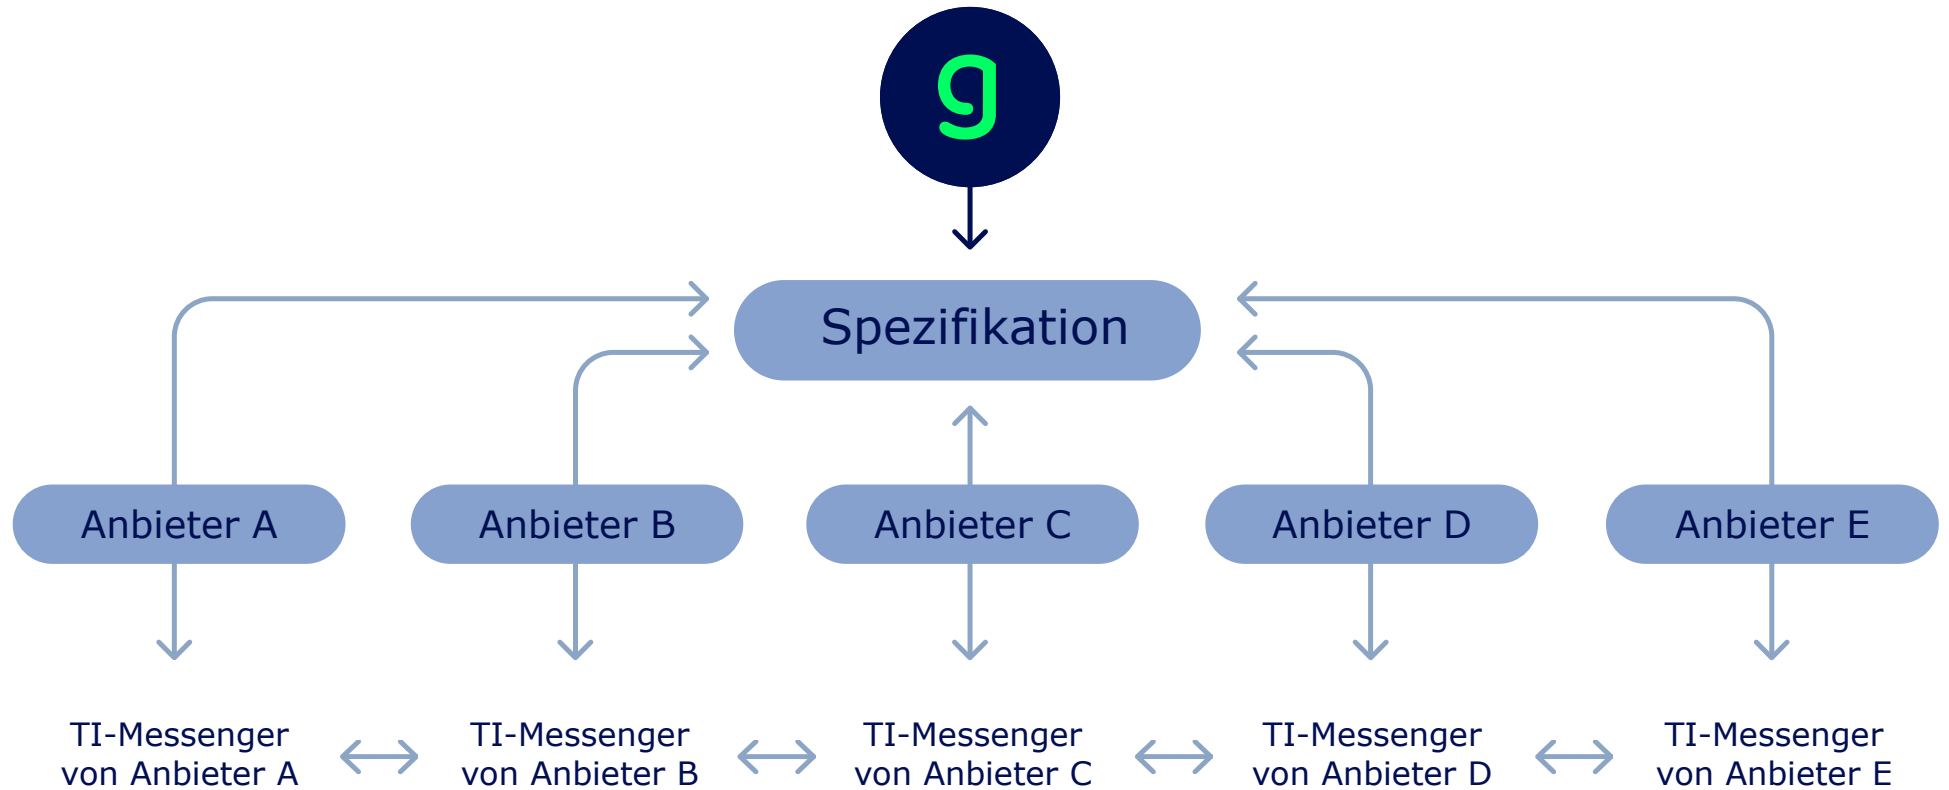 g
Spezifikation
Anbieter A
Anbieter B
Anbieter C
Anbieter D
Anbieter E
TI-Messenger
von Anbieter A
TI-Messenger
von Anbieter B
TI-Messenger
von Anbieter C
TI-Messenger
von Anbieter D
TI-Messenger
von Anbieter E